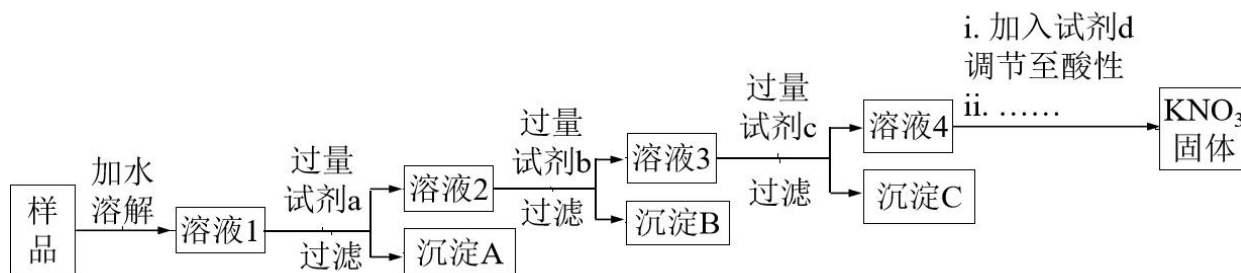 样
品
加水
溶解
溶液1
过量
试剂a
过滤
溶液2
沉淀A
过量
试剂b
过滤
溶液3
沉淀B
过量
试剂c
过滤
溶液4
沉淀C
i. 加入试剂d
调节至酸性
ii. ……
KNO₃
固体